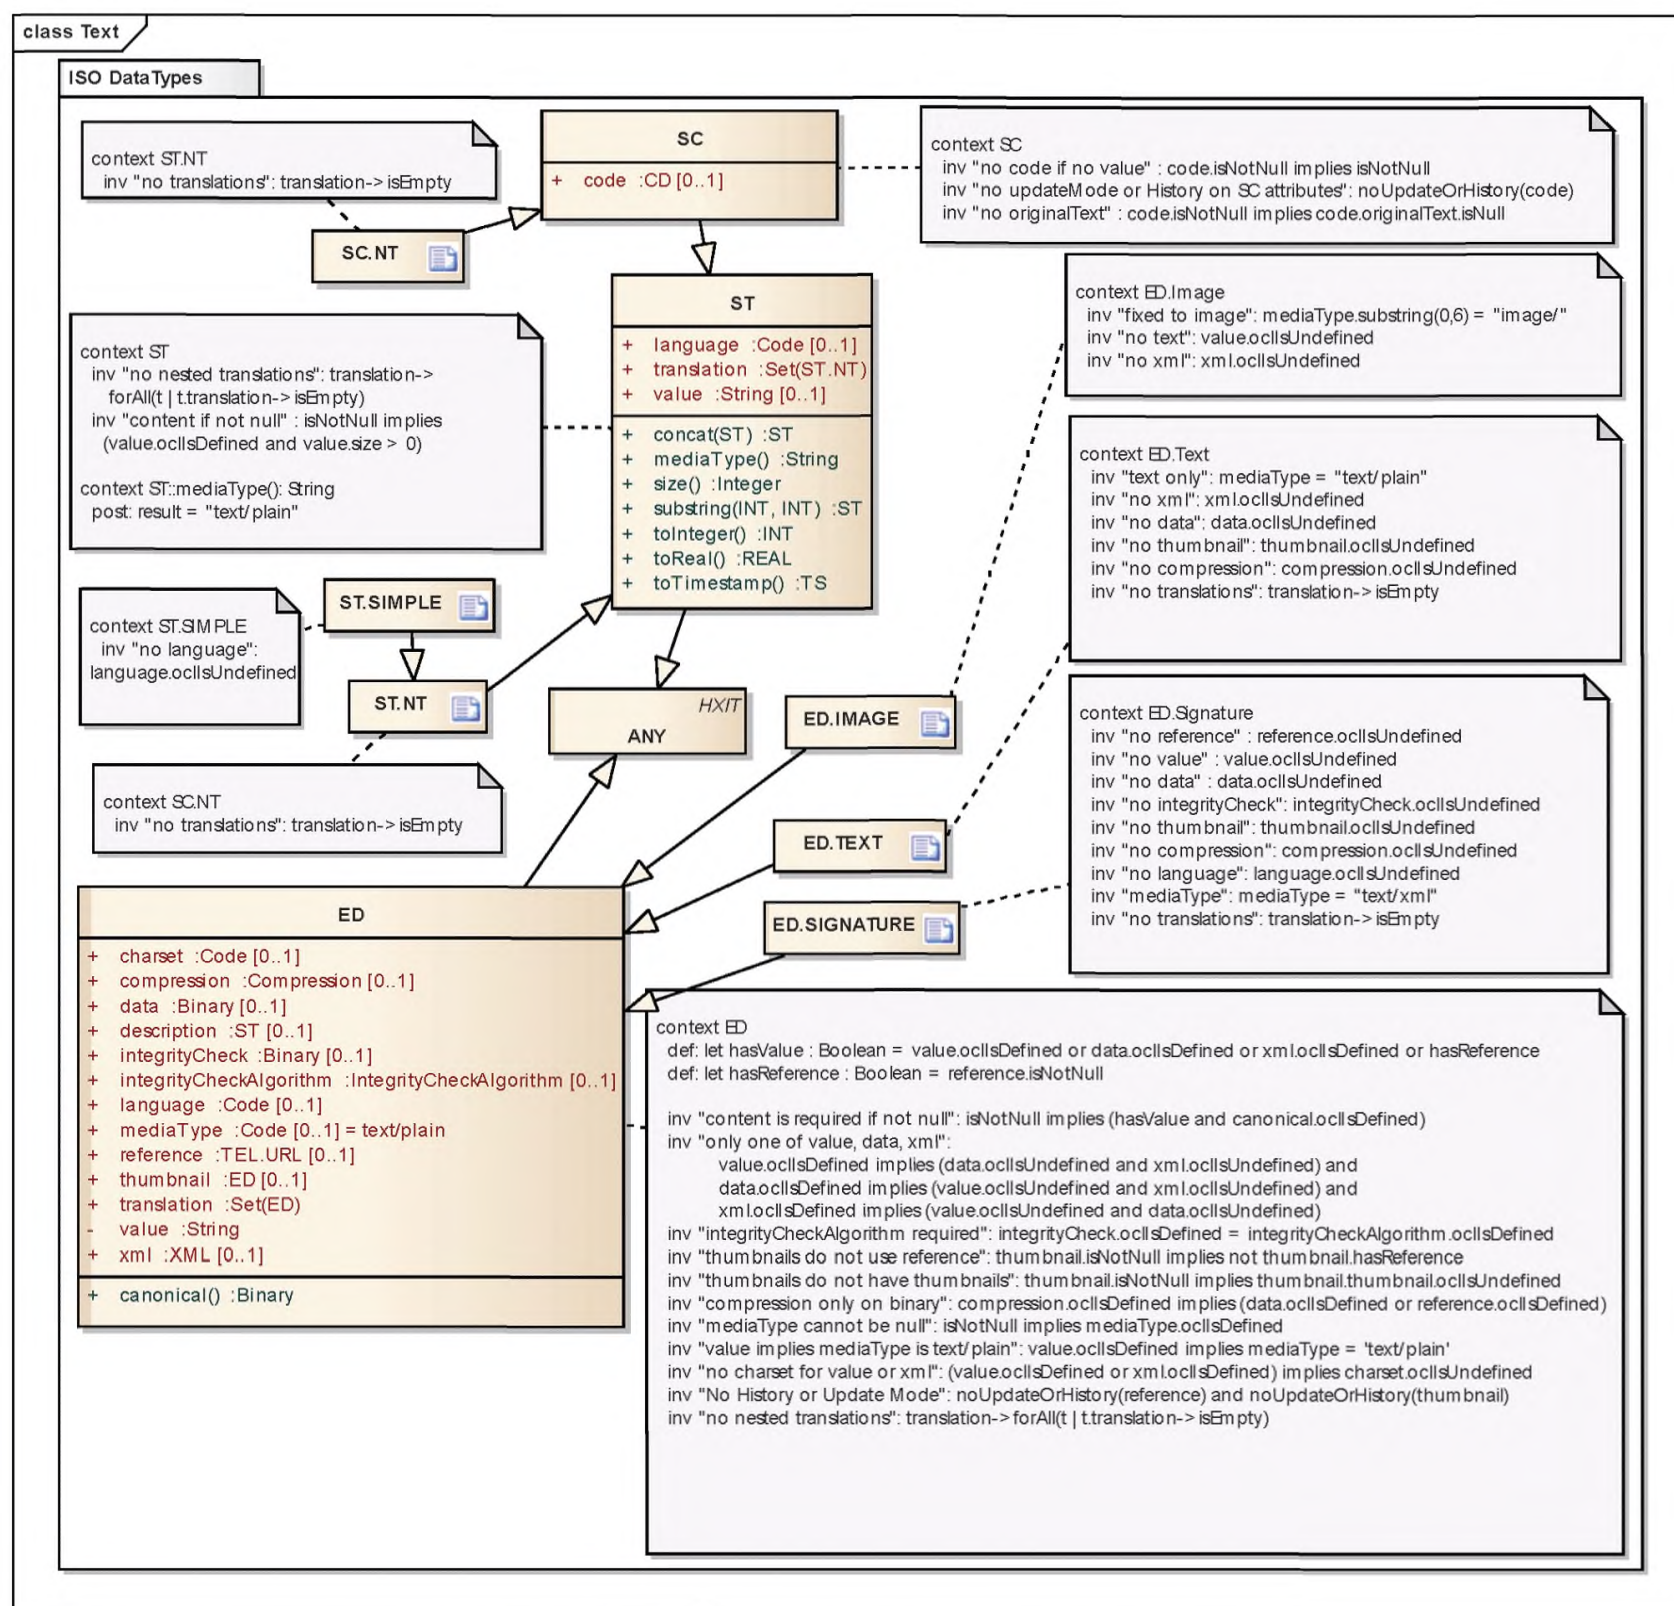 class Text
ISO DataTypes
context ST.NT
inv "no translations": translation->isEmpty
SC
+ code :CD [0..1]
context SC
inv "no code if no value" : code.isNotNull implies isNotNull
inv "no updateMode or History on SC attributes": noUpdateOrHistory(code)
inv "no originalText" : code.isNotNull implies code.originalText.isNull
SC.NT
ST
+ language :Code [0..1]
+ translation :Set(ST.NT)
+ value :String [0..1]
+ concat(ST) :ST
+ mediaType() :String
+ size() :Integer
+ substring(INT, INT) :ST
+ toInteger() :INT
+ toReal() :REAL
+ toTimestamp() :TS
context ED.Image
inv "fixed to image": mediaType.substring(0,6) = "image/"
inv "no text": value.oclIsUndefined
inv "no xml": xml.oclIsUndefined
context ST
inv "no nested translations": translation->
forAll(t | t.translation->isEmpty)
inv "content if not null" : isNotNull implies
(value.oclIsDefined and value.size > 0)
context ST::mediaType(): String
post: result = "text/plain"
context ED.Text
inv "text only": mediaType = "text/plain"
inv "no xml": xml.oclIsUndefined
inv "no data": data.oclIsUndefined
inv "no thumbnail": thumbnail.oclIsUndefined
inv "no compression": compression.oclIsUndefined
inv "no translations": translation->isEmpty
ST.SIMPLE
context ST.SIMPLE
inv "no language":
language.oclIsUndefined
ST.NT
HXIT
ANY
ED.IMAGE
context ED.Signature
inv "no reference" : reference.oclIsUndefined
inv "no value" : value.oclIsUndefined
inv "no data" : data.oclIsUndefined
inv "no integrityCheck": integrityCheck.oclIsUndefined
inv "no thumbnail": thumbnail.oclIsUndefined
inv "no compression": compression.oclIsUndefined
inv "no language": language.oclIsUndefined
inv "mediaType": mediaType = "text/xml"
inv "no translations": translation->isEmpty
context SC.NT
inv "no translations": translation->isEmpty
ED.TEXT
ED.SIGNATURE
ED
+ charset :Code [0..1]
+ compression :Compression [0..1]
+ data :Binary [0..1]
+ description :ST [0..1]
+ integrityCheck :Binary [0..1]
+ integrityCheckAlgorithm :IntegrityCheckAlgorithm [0..1]
+ language :Code [0..1]
+ mediaType :Code [0..1] = text/plain
+ reference :TEL.URL [0..1]
+ thumbnail :ED [0..1]
+ translation :Set(ED)
- value :String
+ xml :XML [0..1]
+ canonical() :Binary
context ED
def: let hasValue : Boolean = value.oclIsDefined or data.oclIsDefined or xml.oclIsDefined or hasReference
def: let hasReference : Boolean = reference.isNotNull
inv "content is required if not null": isNotNull implies (hasValue and canonical.oclIsDefined)
inv "only one of value, data, xml":
value.oclIsDefined implies (data.oclIsUndefined and xml.oclIsUndefined) and
data.oclIsDefined implies (value.oclIsUndefined and xml.oclIsUndefined) and
xml.oclIsDefined implies (value.oclIsUndefined and data.oclIsUndefined)
inv "integrityCheckAlgorithm required": integrityCheck.oclIsDefined = integrityCheckAlgorithm.oclIsDefined
inv "thumbnails do not use reference": thumbnail.isNotNull implies not thumbnail.hasReference
inv "thumbnails do not have thumbnails": thumbnail.isNotNull implies thumbnail.thumbnail.oclIsUndefined
inv "compression only on binary": compression.oclIsDefined implies (data.oclIsDefined or reference.oclIsDefined)
inv "mediaType cannot be null": isNotNull implies mediaType.oclIsDefined
inv "value implies mediaType is text/plain": value.oclIsDefined implies mediaType = 'text/plain'
inv "no charset for value or xml": (value.oclIsDefined or xml.oclIsDefined) implies charset.oclIsUndefined
inv "No History or Update Mode": noUpdateOrHistory(reference) and noUpdateOrHistory(thumbnail)
inv "no nested translations": translation->forAll(t | t.translation->isEmpty)